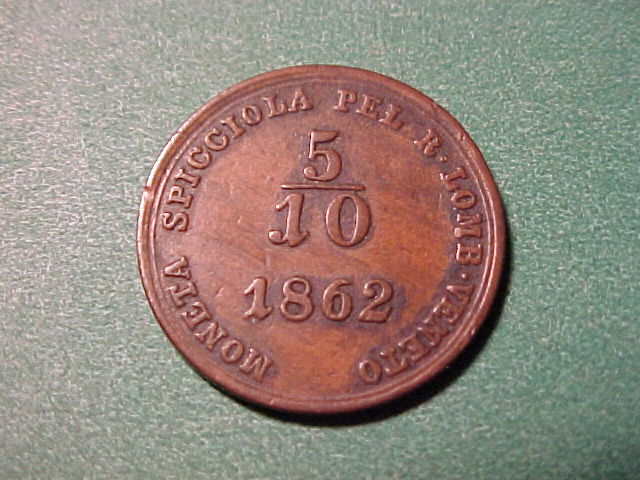 MONETA SPICCIOLA PEL R·LOMB·VENETO
5
10
1862